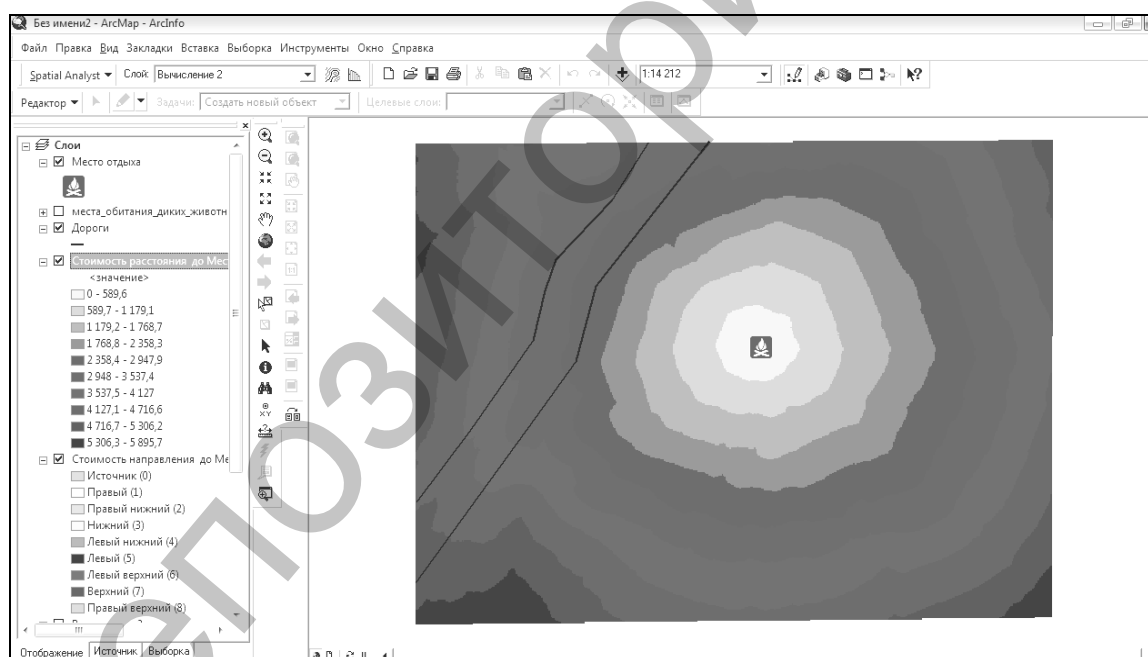 Без имени2 - ArcMap - ArcInfo
Файл Правка Вид Закладки Вставка Выборка Инструменты Окно Справка
Spatial Analyst Слой: Вычисление 2 1:14 212
Редактор Задачи: Создать новый объект Целевые слои:
Слои
Место отдыха
места_обитания_диких_животн
Дороги
Стоимость расстояния до Мес
<значение>
0 - 589,6
589,7 - 1 179,1
1 179,2 - 1 768,7
1 768,8 - 2 358,3
2 358,4 - 2 947,9
2 948 - 3 537,4
3 537,5 - 4 127
4 127,1 - 4 716,6
4 716,7 - 5 306,2
5 306,3 - 5 895,7
Стоимость направления до Ме
Источник (0)
Правый (1)
Правый нижний (2)
Нижний (3)
Левый нижний (4)
Левый (5)
Левый верхний (6)
Верхний (7)
Правый верхний (8)
Отображение Источник Выборка
епозитори